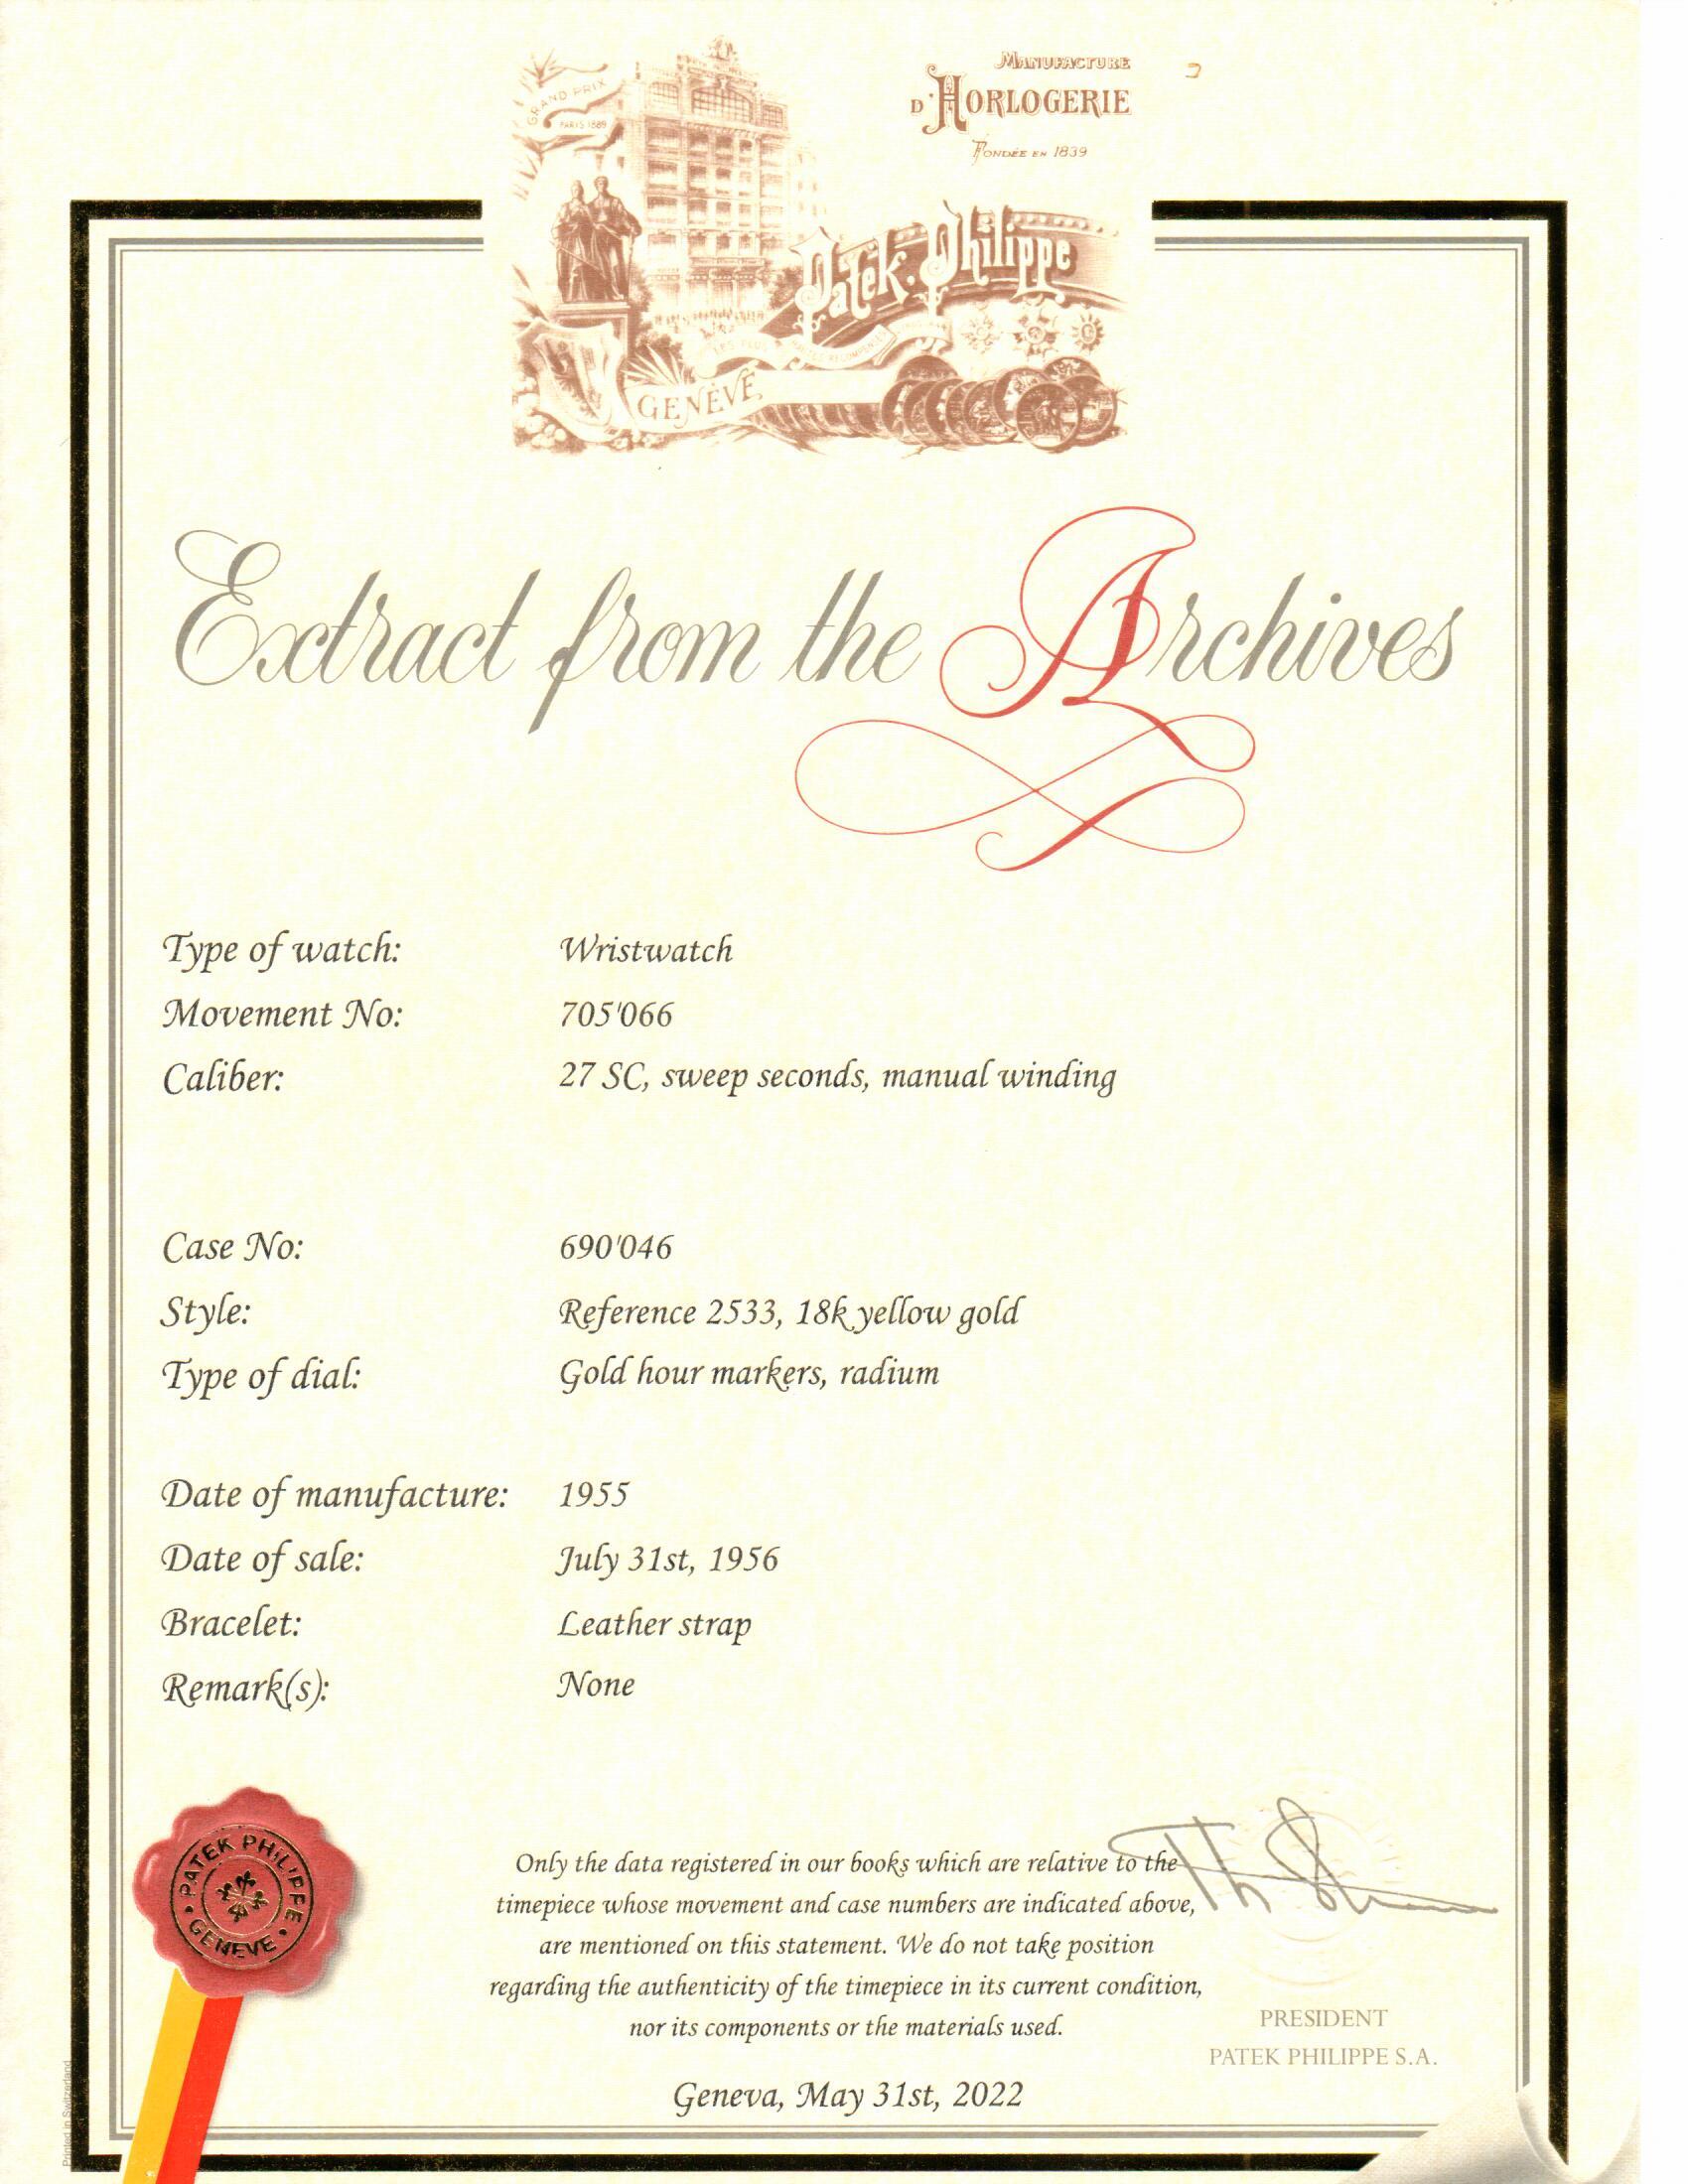 GRAND PRIX
PARIS 1889
MANUFACTURE
D'HORLOGERIE
FONDÉE EN 1839
Patek Philippe
GENÈVE
Extract from the Archives
Type of watch: Wristwatch
Movement No: 705'066
Caliber: 27 SC, sweep seconds, manual winding
Case No: 690'046
Style: Reference 2533, 18k yellow gold
Type of dial: Gold hour markers, radium
Date of manufacture: 1955
Date of sale: July 31st, 1956
Bracelet: Leather strap
Remark(s): None
PATEK PHILIPPE
GENEVE
Only the data registered in our books which are relative to the
timepiece whose movement and case numbers are indicated above,
are mentioned on this statement. We do not take position
regarding the authenticity of the timepiece in its current condition,
nor its components or the materials used.
PRESIDENT
PATEK PHILIPPE S.A.
Geneva, May 31st, 2022
Printed in Switzerland